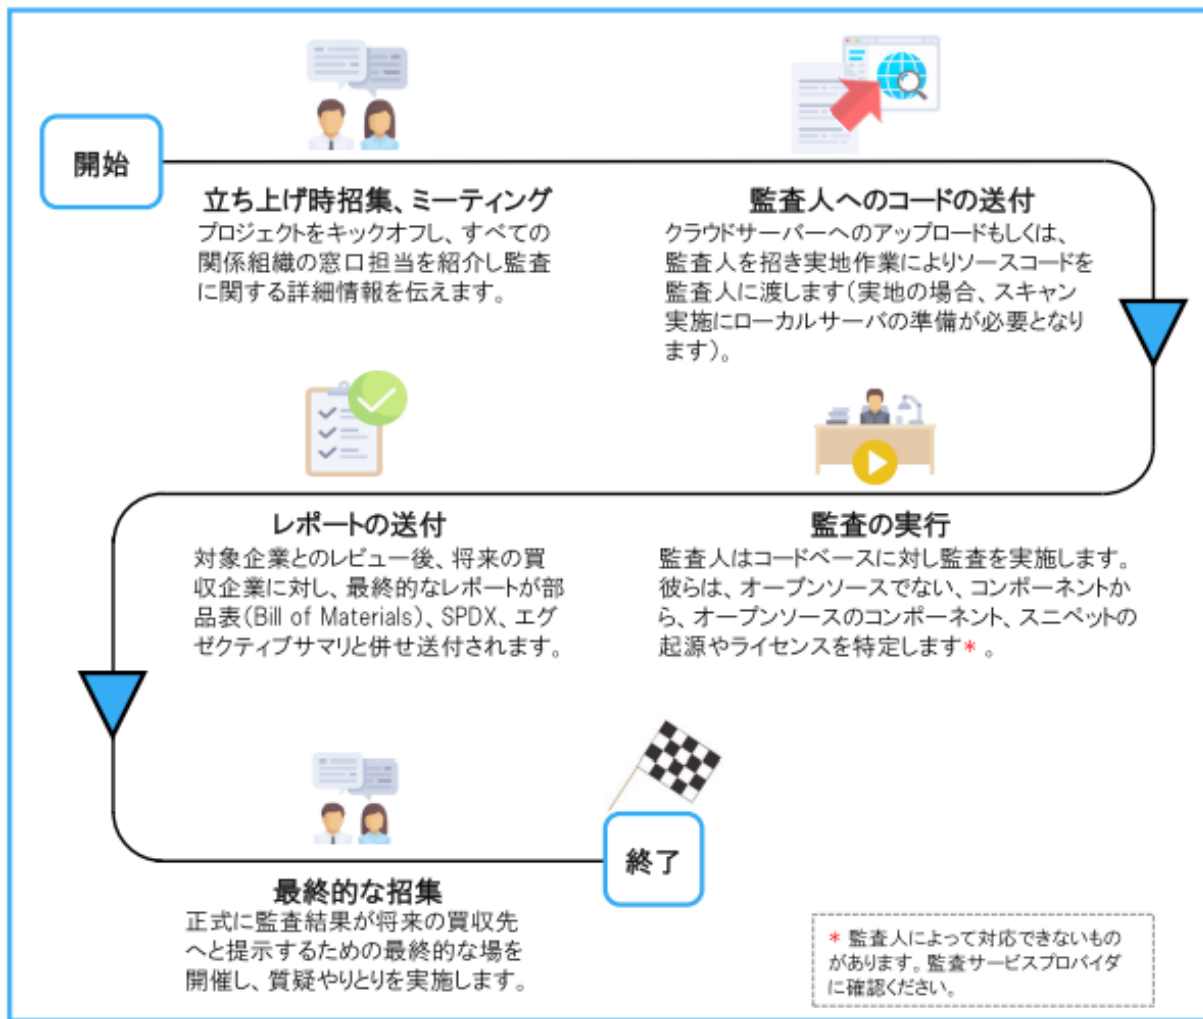 開始
立ち上げ時招集、ミーティング
プロジェクトをキックオフし、すべての
関係組織の窓口担当を紹介し監査
に関する詳細情報を伝えます。
監査人へのコードの送付
クラウドサーバーへのアップロードもしくは、
監査人を招き実地作業によりソースコードを
監査人に渡します(実地の場合、スキャン
実施にローカルサーバの準備が必要となり
ます)。
監査の実行
監査人はコードベースに対し監査を実施します。
彼らは、オープンソースでない、コンポーネントか
ら、オープンソースのコンポーネント、スニペットの
起源やライセンスを特定します* 。
レポートの送付
対象企業とのレビュー後、将来の買
収企業に対し、最終的なレポートが部
品表(Bill of Materials)、SPDX、エグ
ゼクティブサマリと併せ送付されます。
最終的な招集
正式に監査結果が将来の買収先
へと提示するための最終的な場を
開催し、質疑やりとりを実施します。
終了
* 監査人によって対応できないもの
があります。監査サービスプロバイダ
に確認ください。